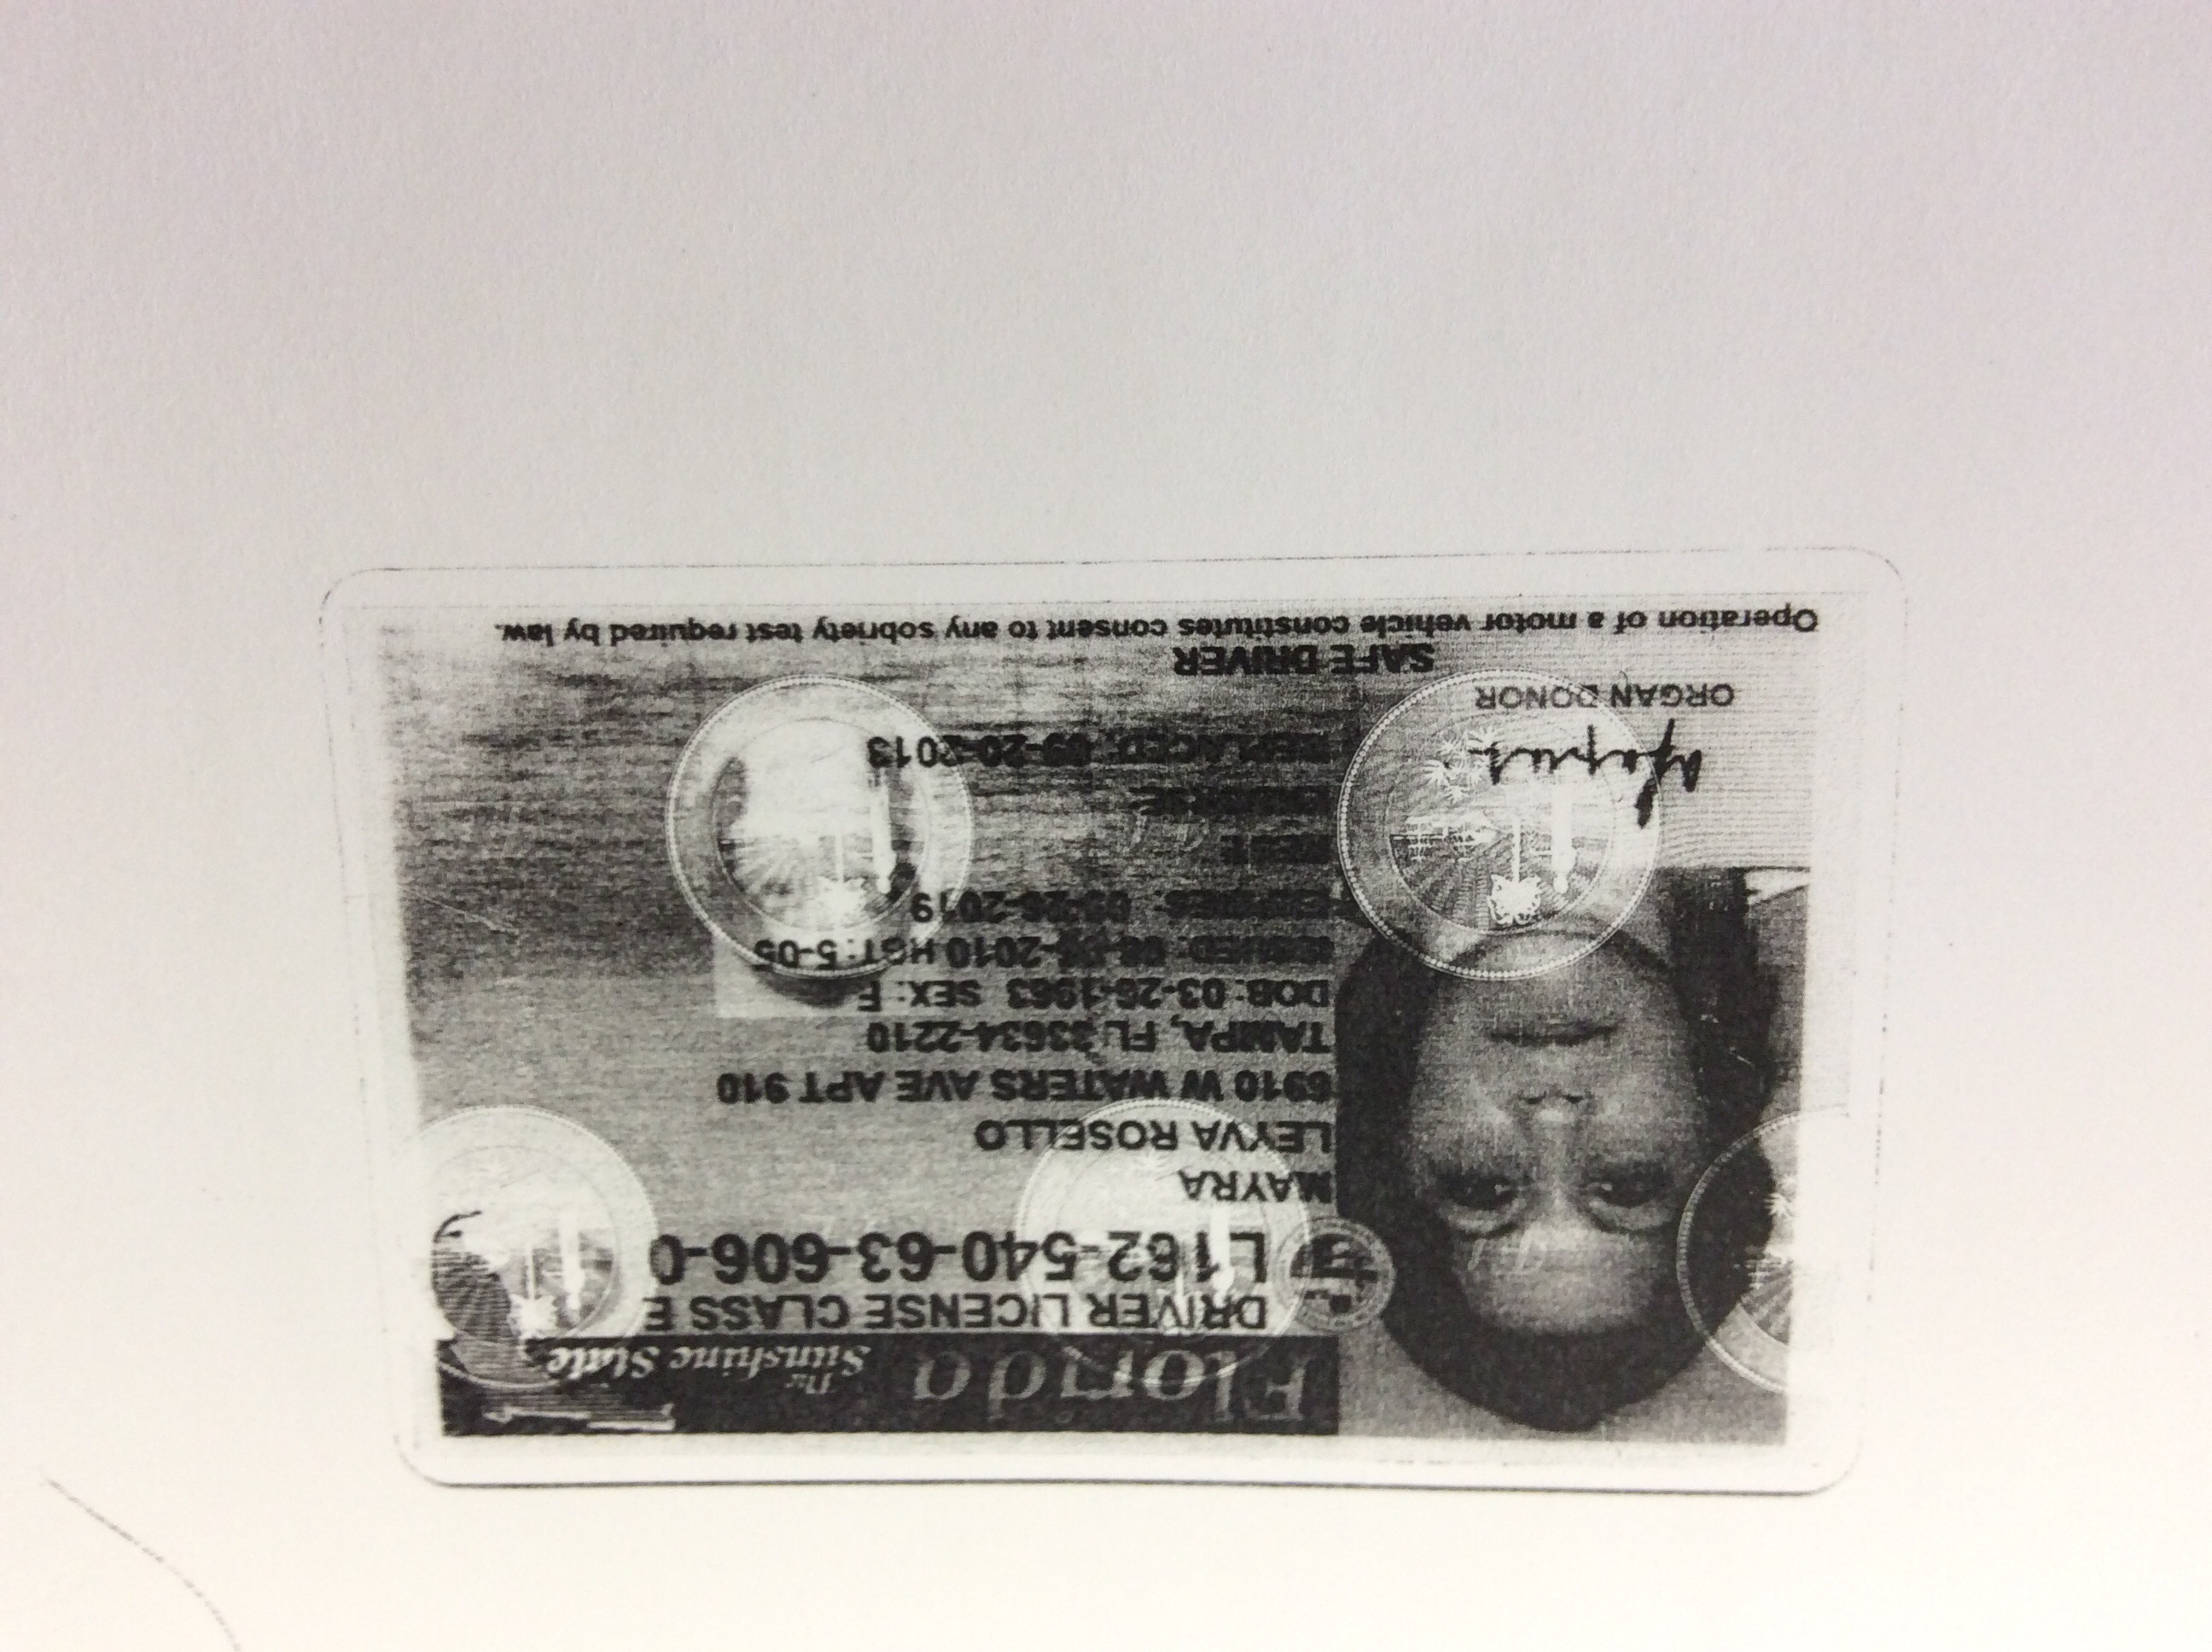 Florida The Sunshine State
DRIVER LICENSE CLASS E
L162-540-63-606-0
MAYRA
LEYVA ROSELLO
6910 W WATERS AVE APT 910
TAMPA, FL 33634-2210
DOB: 03-26-1963 SEX: F
ISSUED: -2010 HGT: 5-05
EXPIRES: 03-26-2019
REST:
ENDORSE:
REPLACED: 09-20-2013
ORGAN DONOR
SAFE DRIVER
Operation of a motor vehicle constitutes consent to any sobriety test required by law.